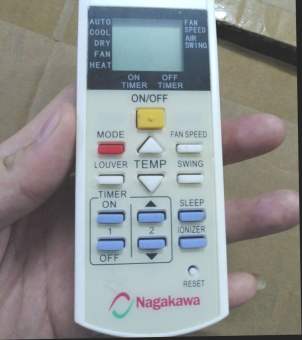 AUTO
COOL
DRY
FAN
HEAT
FAN
SPEED
AIR
SWING
ON
TIMER
OFF
TIMER
ON/OFF
MODE
FAN SPEED
LOUVER
TEMP
SWING
TIMER
ON
SLEEP
1
2
IONIZER
OFF
RESET
Nagakawa